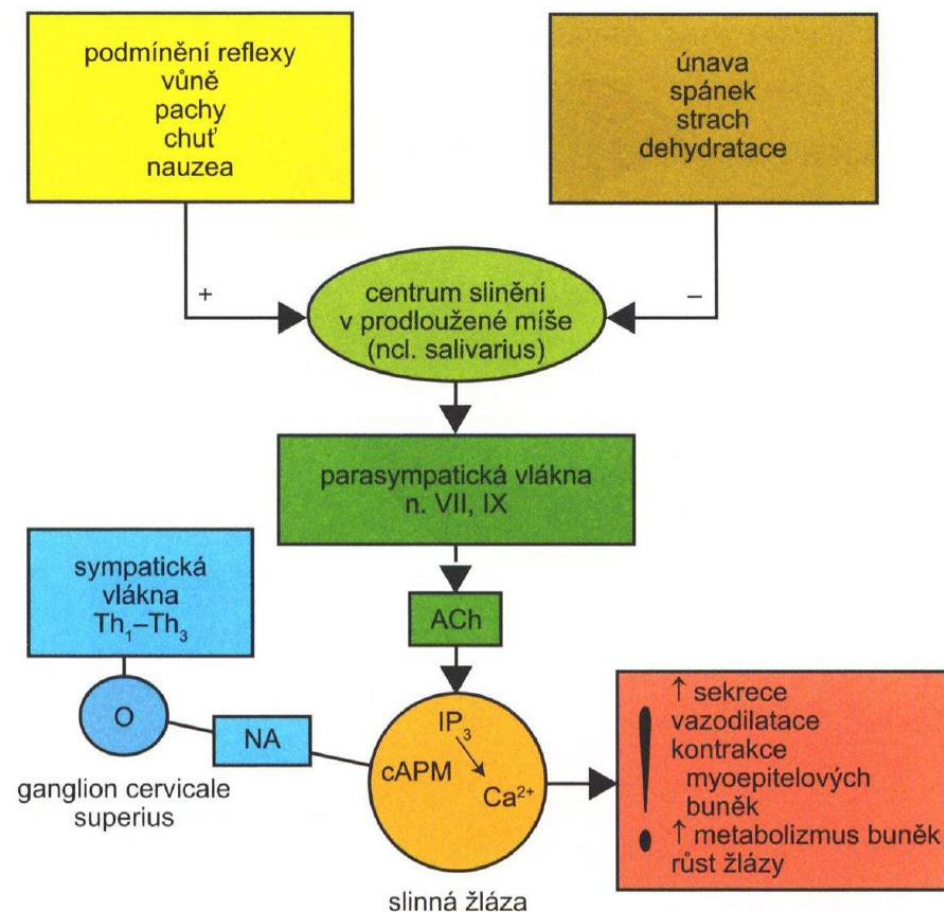 podmínění reflexy
vůně
pachy
chuť
nauzea
únava
spánek
strach
dehydratace
+
–
centrum slinění
v prodloužené míše
(ncl. salivarius)
parasympatická vlákna
n. VII, IX
ACh
sympatická
vlákna
Th₁–Th₃
O
NA
ganglion cervicale
superius
IP₃
cAPM
Ca²⁺
slinná žláza
↑ sekrece
vazodilatace
kontrakce
myoepitelových
buněk
↑ metabolizmus buněk
růst žlázy
!